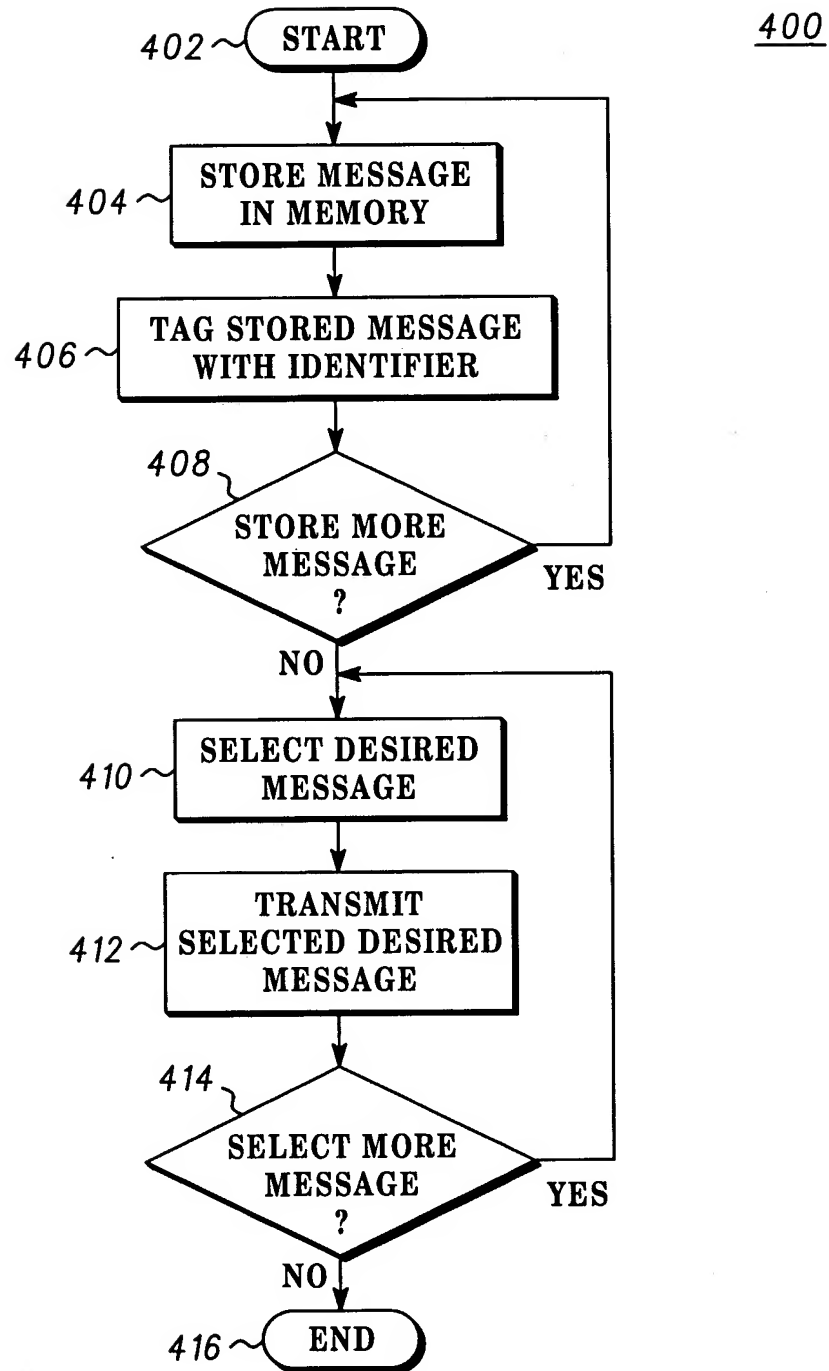 400
402
START
404
STORE MESSAGE
IN MEMORY
406
TAG STORED MESSAGE
WITH IDENTIFIER
408
STORE MORE
MESSAGE
?
YES
NO
410
SELECT DESIRED
MESSAGE
412
TRANSMIT
SELECTED DESIRED
MESSAGE
414
SELECT MORE
MESSAGE
?
YES
NO
416
END